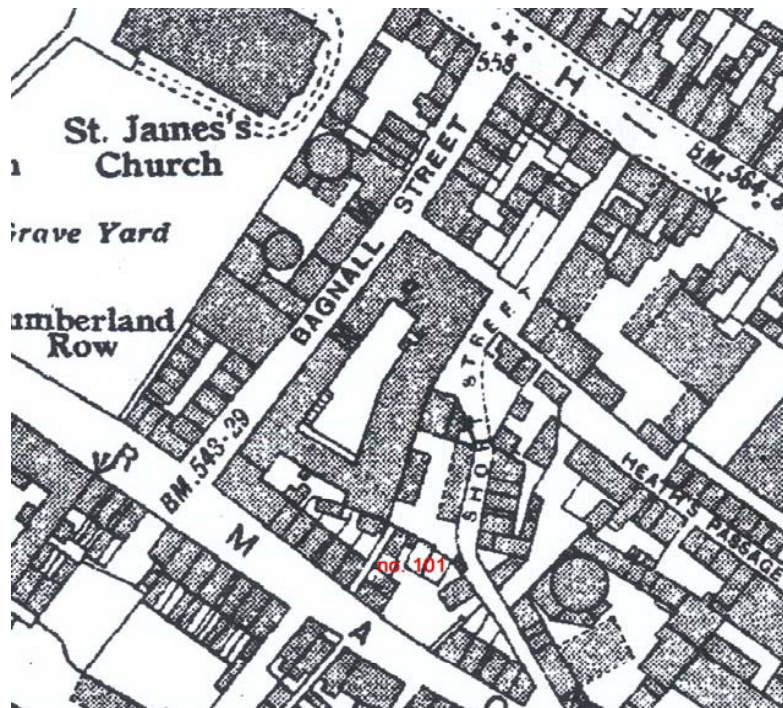 558
H
BM. 564·
St. James's
Church
BAGNALL STREET
Grave Yard
umberland
Row
SHO STREET
BM. 543·29
R
M
A
HEATH'S PASSAGE
no. 101